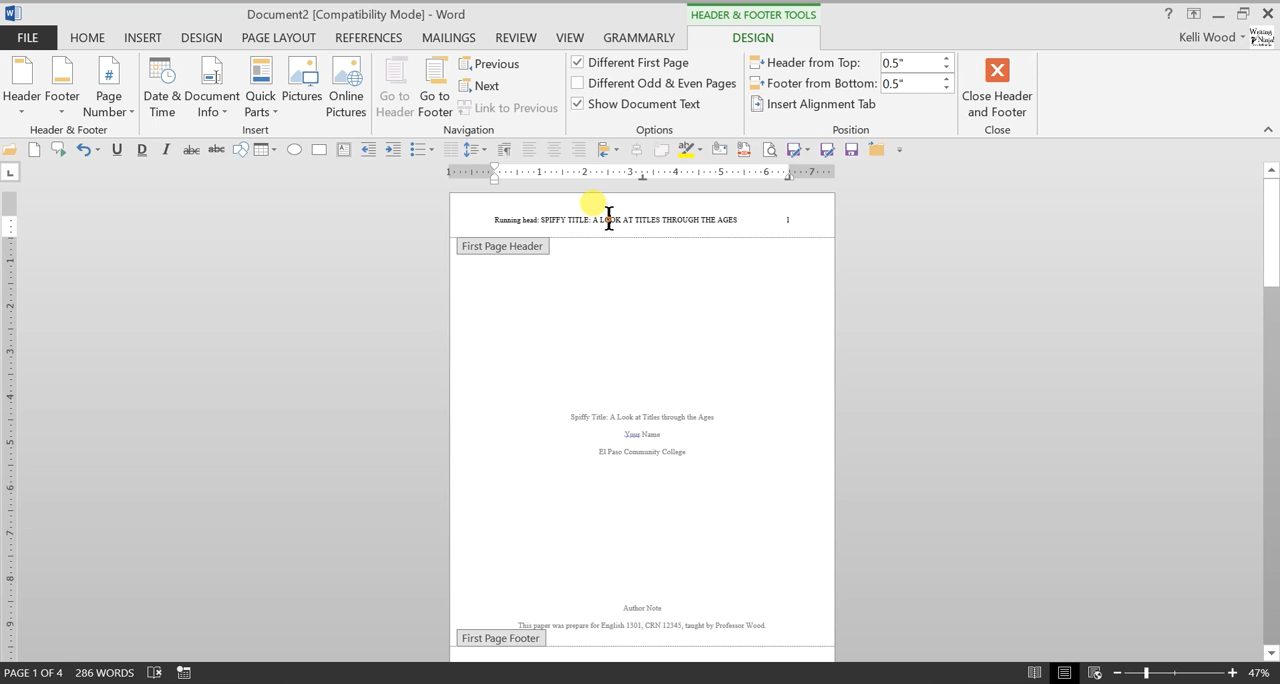 Document2 [Compatibility Mode] - Word
HEADER & FOOTER TOOLS
FILE HOME INSERT DESIGN PAGE LAYOUT REFERENCES MAILINGS REVIEW VIEW GRAMMARLY DESIGN Kelli Wood
Header Footer Page Number
Date & Time Document Info Quick Parts Pictures Online Pictures
Go to Header Go to Footer
Previous
Next
Link to Previous
Different First Page
Different Odd & Even Pages
Show Document Text
Header from Top: 0.5"
Footer from Bottom: 0.5"
Insert Alignment Tab
Close Header and Footer
Header & Footer Insert Navigation Options Position Close
Running head: SPIFFY TITLE: A LOOK AT TITLES THROUGH THE AGES 1
First Page Header
Spiffy Title: A Look at Titles through the Ages
Your Name
El Paso Community College
Author Note
This paper was prepare for English 1301, CRN 12345, taught by Professor Wood.
First Page Footer
PAGE 1 OF 4 286 WORDS 47%